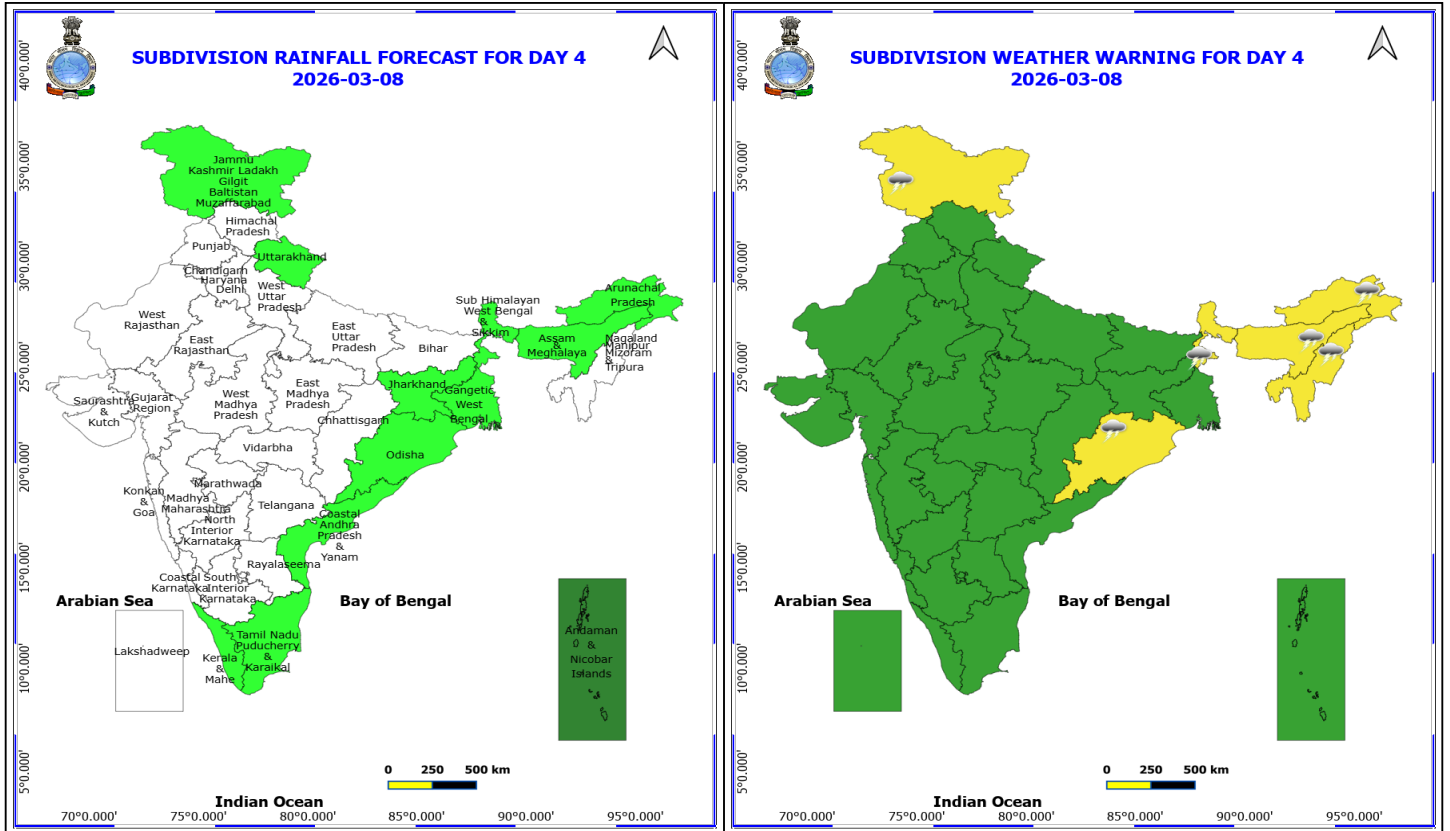 SUBDIVISION RAINFALL FORECAST FOR DAY 4
2026-03-08
40°0.000'
35°0.000'
30°0.000'
25°0.000'
20°0.000'
15°0.000'
10°0.000'
5°0.000'
Jammu
Kashmir Ladakh
Gilgit
Baltistan
Muzaffarabad
Himachal
Pradesh
Punjab
Uttarakhand
Chandigarh
Haryana
Delhi
West
Uttar
Pradesh
West
Rajasthan
East
Rajasthan
East
Uttar
Pradesh
Bihar
Sub Himalayan
West Bengal
&
Sikkim
Arunachal
Pradesh
Assam
&
Meghalaya
Nagaland
Manipur
Mizoram
&
Tripura
Saurashtra
&
Kutch
Gujarat
Region
West
Madhya
Pradesh
East
Madhya
Pradesh
Jharkhand
Gangetic
West
Bengal
Chhattisgarh
Vidarbha
Odisha
Konkan
&
Goa
Madhya
Maharashtra
Marathwada
Telangana
North
Interior
Karnataka
Coastal
Andhra
Pradesh
&
Yanam
Rayalaseema
Coastal
Karnataka
South
Interior
Karnataka
Arabian Sea
Bay of Bengal
Lakshadweep
Kerala
&
Mahe
Tamil Nadu
Puducherry
&
Karaikal
Andaman
&
Nicobar
Islands
0 250 500 km
Indian Ocean
70°0.000' 75°0.000' 80°0.000' 85°0.000' 90°0.000' 95°0.000'
SUBDIVISION WEATHER WARNING FOR DAY 4
2026-03-08
40°0.000'
35°0.000'
30°0.000'
25°0.000'
20°0.000'
15°0.000'
10°0.000'
5°0.000'
Arabian Sea
Bay of Bengal
0 250 500 km
Indian Ocean
70°0.000' 75°0.000' 80°0.000' 85°0.000' 90°0.000' 95°0.000'